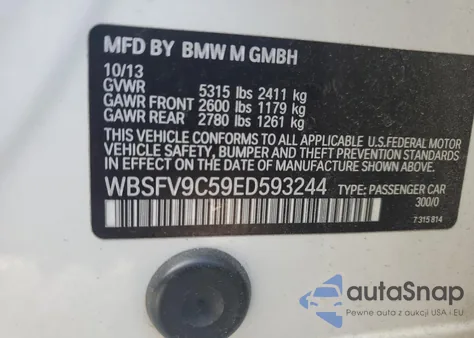 MFD BY BMW M GMBH
10/13
GVWR 5315 lbs 2411 kg
GAWR FRONT 2600 lbs 1179 kg
GAWR REAR 2780 lbs 1261 kg
THIS VEHICLE CONFORMS TO ALL APPLICABLE U.S.FEDERAL MOTOR
VEHICLE SAFETY, BUMPER, AND THEFT PREVENTION STANDARDS
IN EFFECT ON THE DATE OF MANUFACTURE SHOWN ABOVE.
WBSFV9C59ED593244 TYPE: PASSENGER CAR
300/0
7 315 814
autoSnap
Pewne auta z aukcji USA i EU